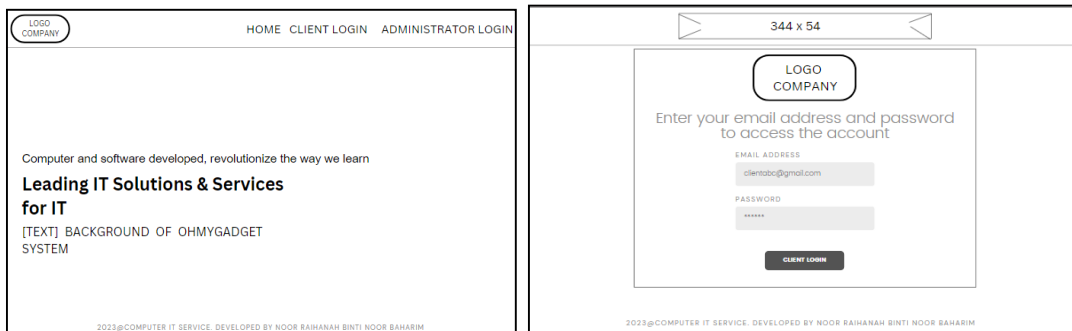 LOGO
COMPANY
HOME CLIENT LOGIN ADMINISTRATOR LOGIN
Computer and software developed, revolutionize the way we learn
Leading IT Solutions & Services
for IT
[TEXT] BACKGROUND OF OHMYGADGET
SYSTEM
2023@COMPUTER IT SERVICE. DEVELOPED BY NOOR RAIHANAH BINTI NOOR BAHARIM
344 x 54
LOGO
COMPANY
Enter your email address and password
to access the account
EMAIL ADDRESS
clientabc@gmail.com
PASSWORD
******
CLIENT LOGIN
2023@COMPUTER IT SERVICE. DEVELOPED BY NOOR RAIHANAH BINTI NOOR BAHARIM